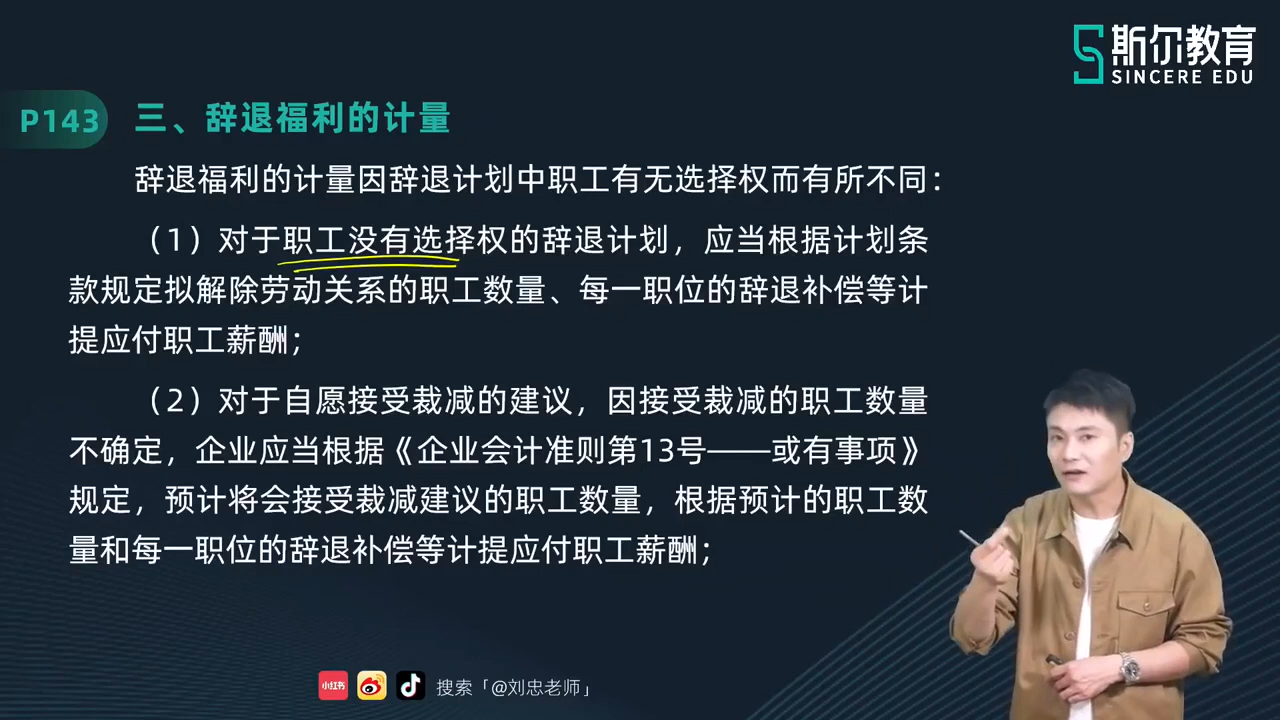 斯尔教育
SINCERE EDU
P143
三、辞退福利的计量
辞退福利的计量因辞退计划中职工有无选择权而有所不同：
（1）对于职工没有选择权的辞退计划，应当根据计划条
款规定拟解除劳动关系的职工数量、每一职位的辞退补偿等计
提应付职工薪酬；
（2）对于自愿接受裁减的建议，因接受裁减的职工数量
不确定，企业应当根据《企业会计准则第13号——或有事项》
规定，预计将会接受裁减建议的职工数量，根据预计的职工数
量和每一职位的辞退补偿等计提应付职工薪酬；
小红书
搜索「@刘忠老师」